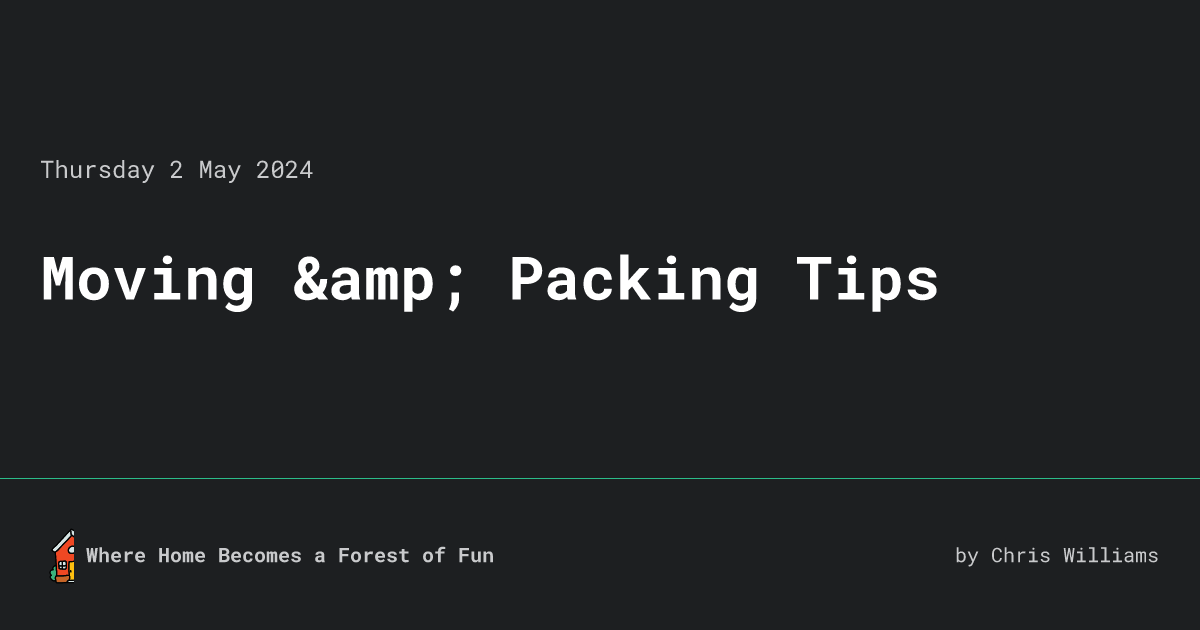 Thursday 2 May 2024
Moving &amp; Packing Tips
Where Home Becomes a Forest of Fun
by Chris Williams